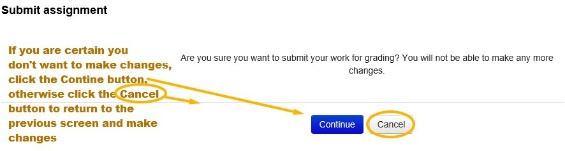 Submit assignment
If you are certain you
don't want to make changes,
click the Contine button,
otherwise click the Cancel
button to return to the
previous screen and make
changes
Are you sure you want to submit your work for grading? You will not be able to make any more
changes.
Continue
Cancel